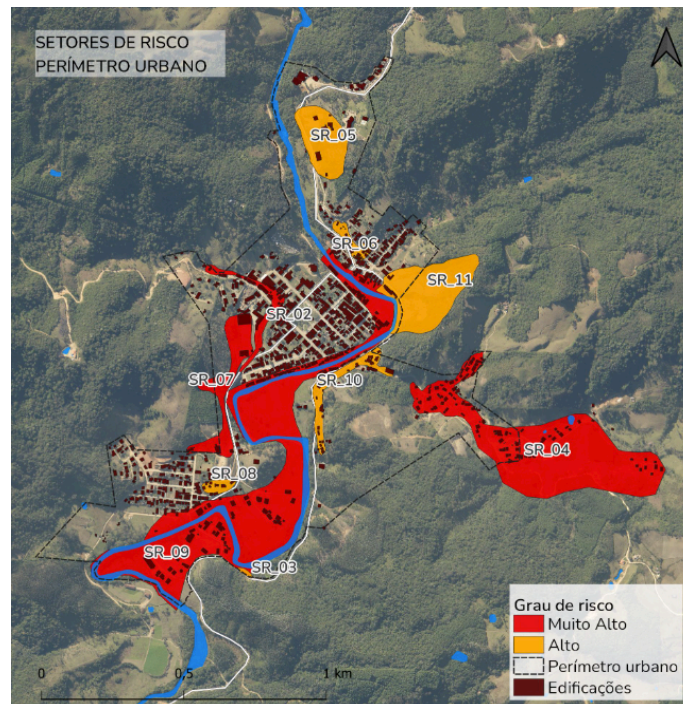 SETORES DE RISCO
PERÍMETRO URBANO
SR_05
SR_06
SR_11
SR_02
SR_07
SR_10
SR_04
SR_08
SR_09
SR_03
0
0,5
1 km
Grau de risco
Muito Alto
Alto
Perímetro urbano
Edificações